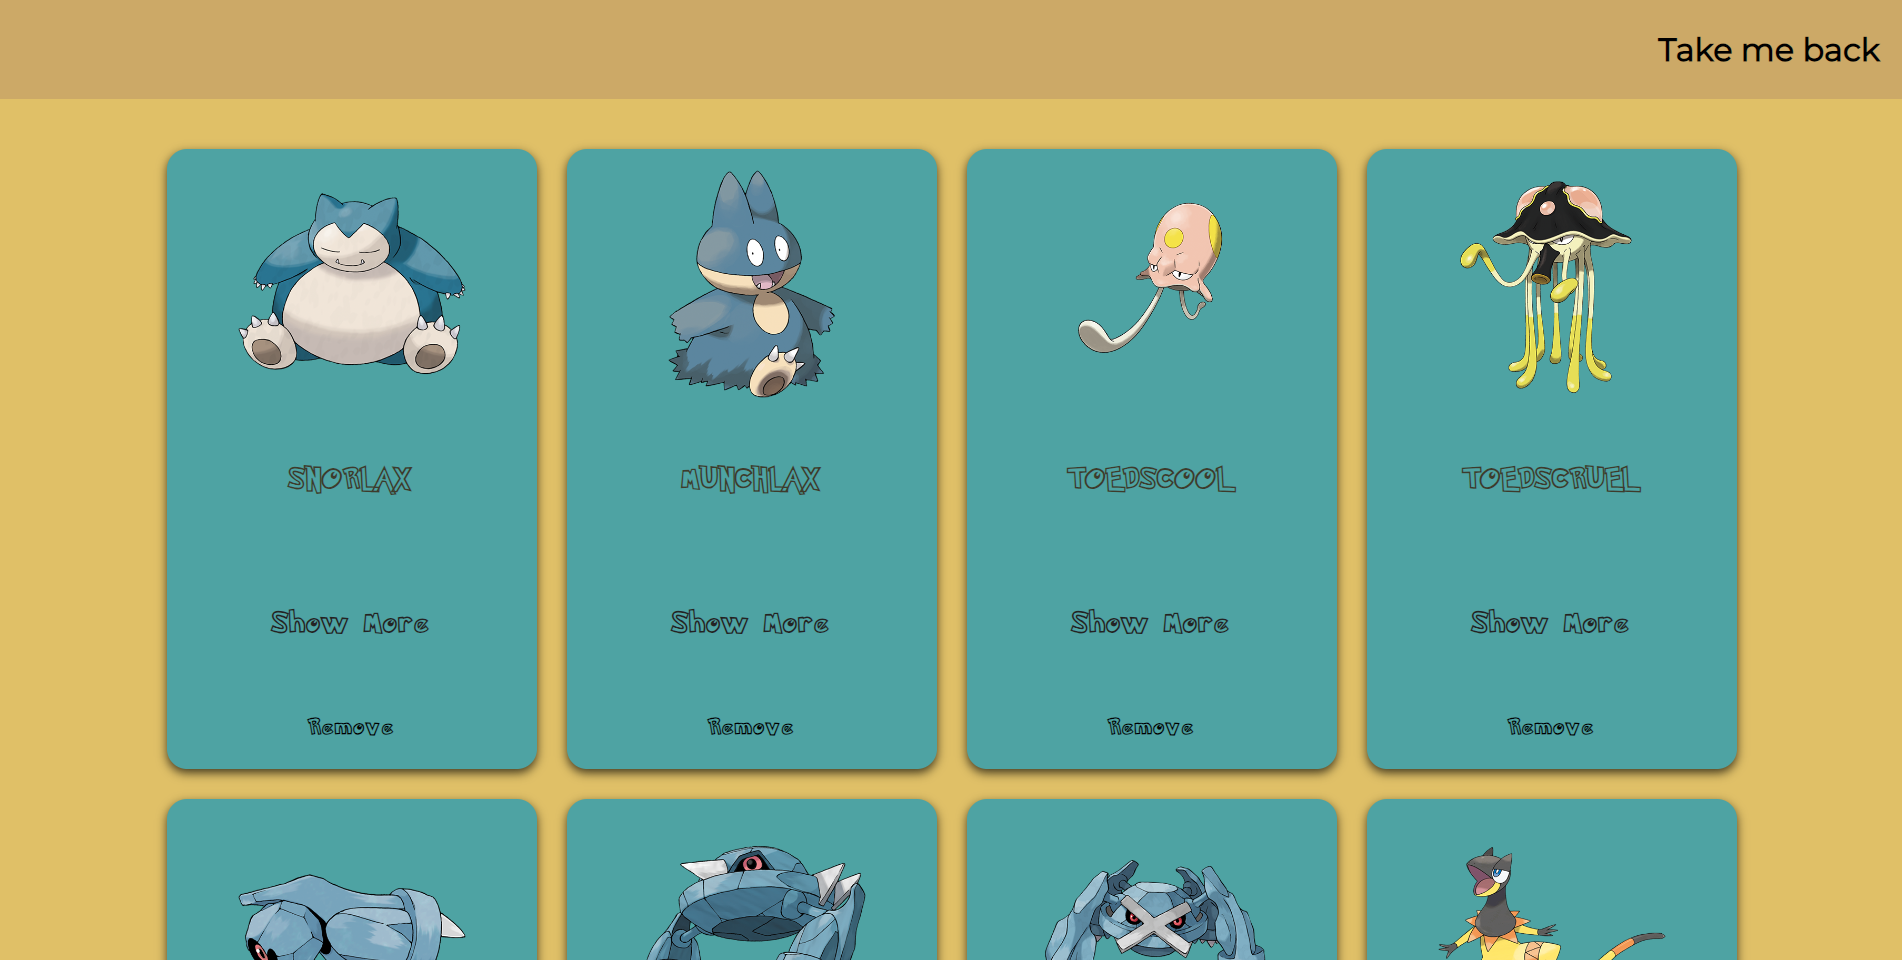 Take me back
SNORLAX
MUNCHLAX
TOEDSCOOL
TOEDSCRUEL
Show More
Show More
Show More
Show More
Remove
Remove
Remove
Remove